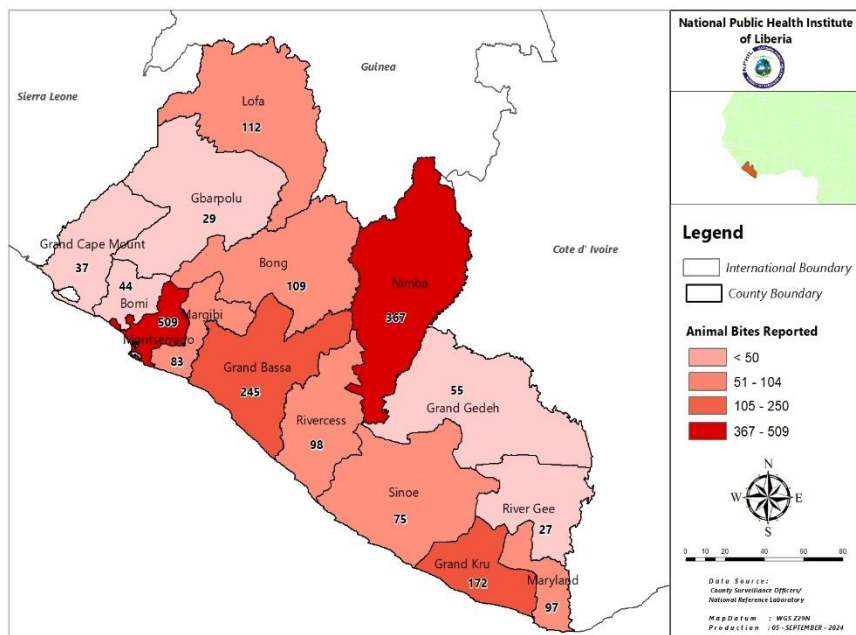 National Public Health Institute
of Liberia
Sierra Leone
Guinea
Lofa
112
Gbarpolu
29
Grand Cape Mount
37
44
Bomi
Bong
109
Nimba
367
Cote d' Ivoire
509
Montserrado
Margibi
83
Grand Bassa
245
Rivercess
98
55
Grand Gedeh
Sinoe
75
River Gee
27
Grand Kru
172
Maryland
97
Legend
International Boundary
County Boundary
Animal Bites Reported
< 50
51 - 104
105 - 250
367 - 509
N
W
E
S
0 10 20 40 60 80
Data Source:
County Surveillance Officers/
National Reference Laboratory
Map Datum : WGS Z29N
Production : 05 - SEPTEMBER - 2024